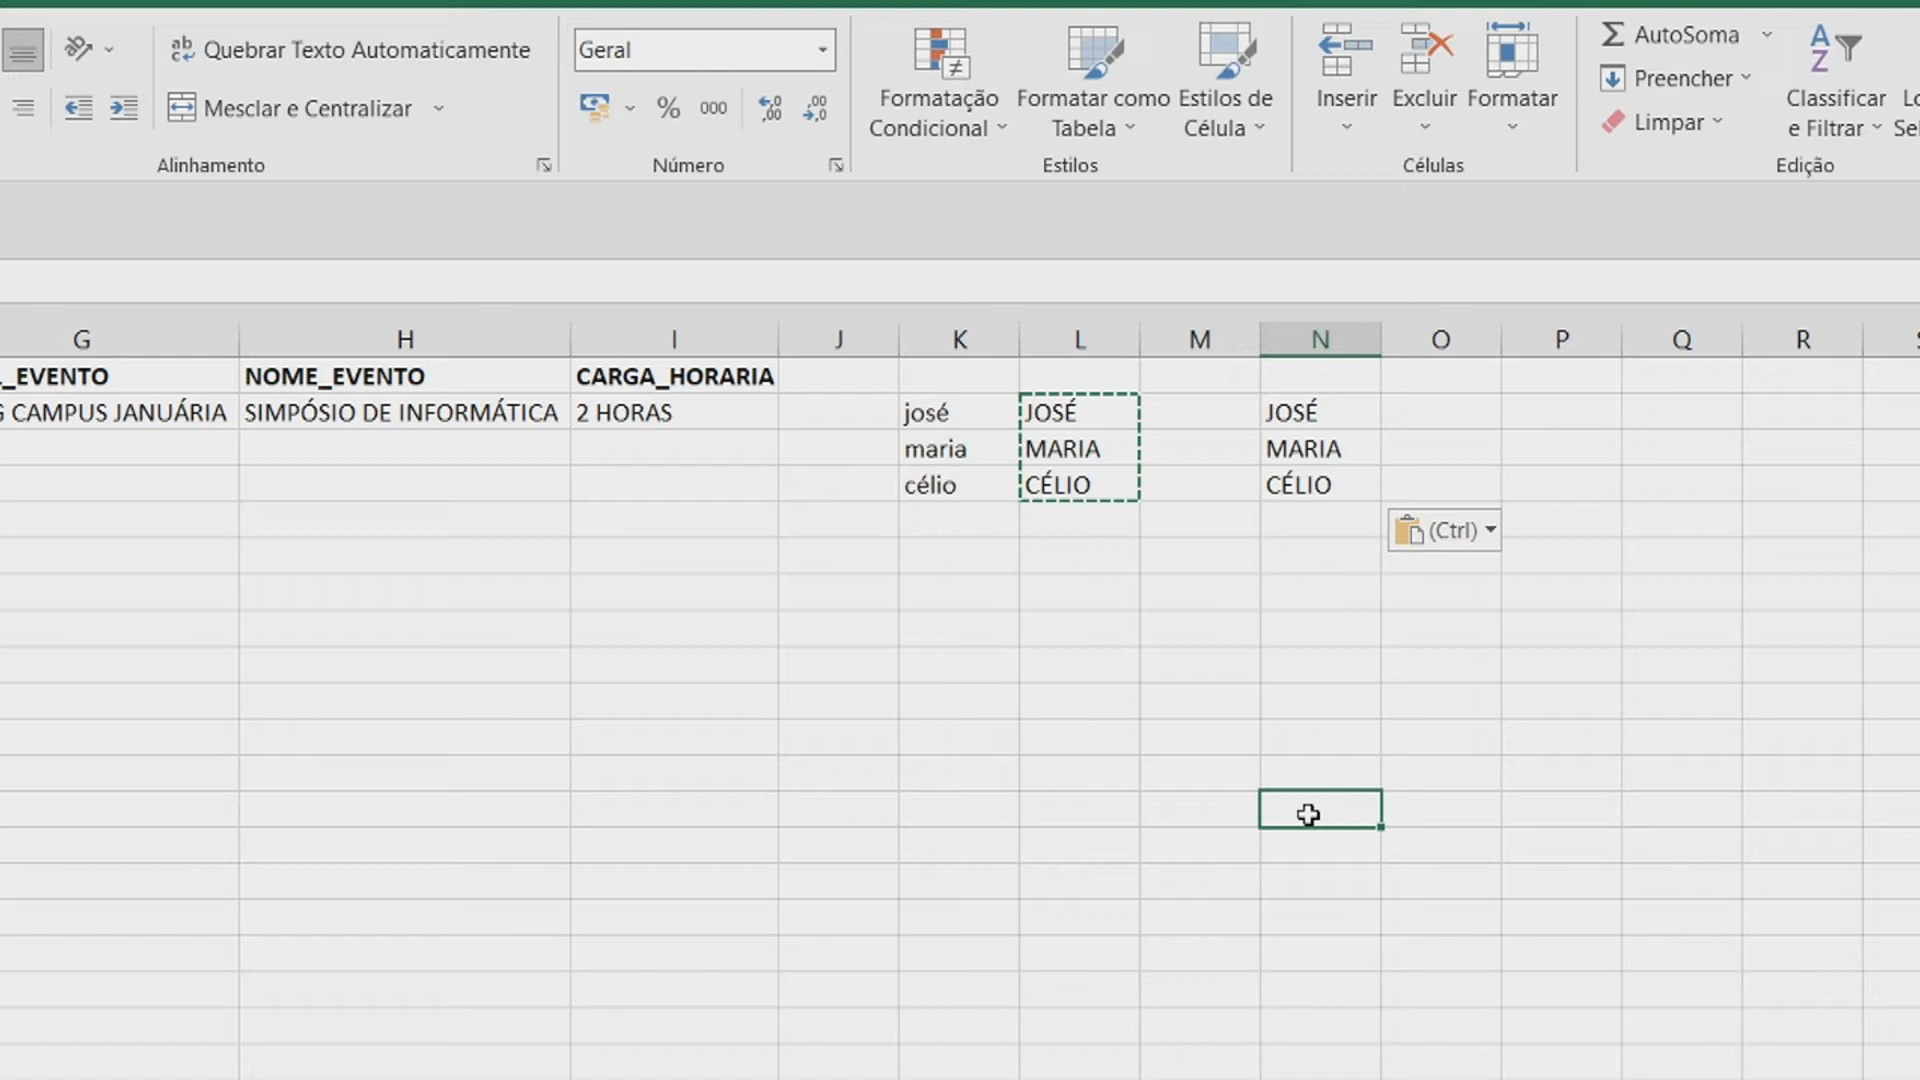 Quebrar Texto Automaticamente
Geral
AutoSoma
Preencher
Limpar
Mesclar e Centralizar
% 000
Formatação Condicional
Formatar como Tabela
Estilos de Célula
Inserir
Excluir
Formatar
Classificar e Filtrar
Alinhamento
Número
Estilos
Células
Edição
G H I J K L M N O P Q R
_EVENTO NOME_EVENTO CARGA_HORARIA
CAMPUS JANUÁRIA SIMPÓSIO DE INFORMÁTICA 2 HORAS josé JOSÉ JOSÉ
maria MARIA MARIA
célio CÉLIO CÉLIO
(Ctrl)